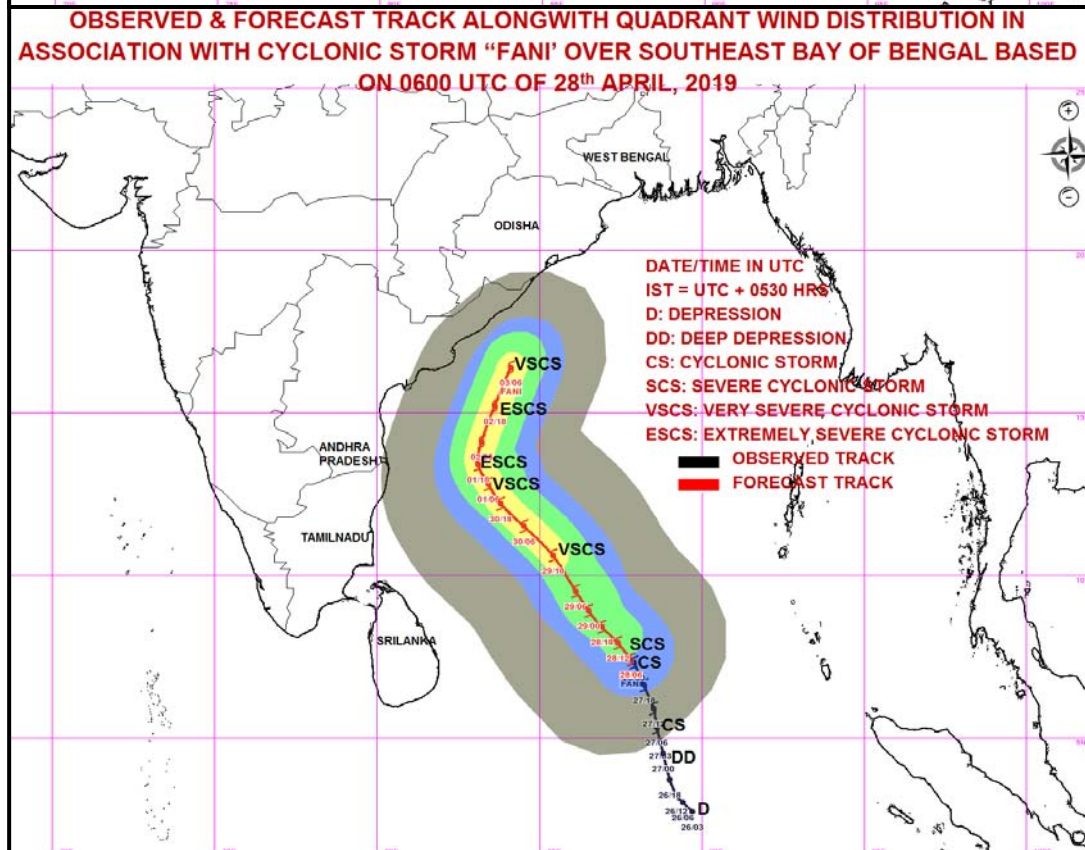 OBSERVED & FORECAST TRACK ALONGWITH QUADRANT WIND DISTRIBUTION IN
ASSOCIATION WITH CYCLONIC STORM "FANI' OVER SOUTHEAST BAY OF BENGAL BASED
ON 0600 UTC OF 28th APRIL, 2019
WEST BENGAL
ODISHA
DATE/TIME IN UTC
IST = UTC + 0530 HRS
D: DEPRESSION
DD: DEEP DEPRESSION
CS: CYCLONIC STORM
SCS: SEVERE CYCLONIC STORM
VSCS: VERY SEVERE CYCLONIC STORM
ESCS: EXTREMELY SEVERE CYCLONIC STORM
OBSERVED TRACK
FORECAST TRACK
VSCS
03/06
FANI
ESCS
02/18
ANDHRA
PRADESH
ESCS
01/18
VSCS
01/06
30/18
TAMILNADU
30/06
VSCS
29/18
29/06
29/00
SRILANKA
28/18
SCS
28/12
CS
28/06
FANI
27/18
CS
27/06
DD
27/03
27/00
26/18
D
26/12
26/06
26/03